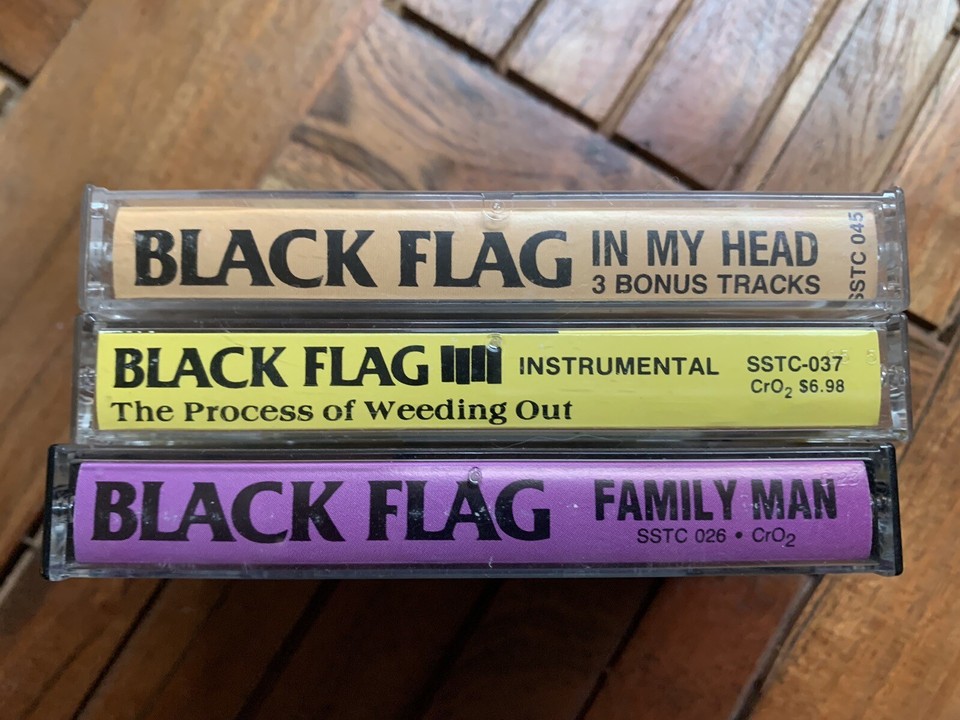 BLACK FLAG IN MY HEAD
3 BONUS TRACKS
SSTC 045
BLACK FLAG INSTRUMENTAL SSTC-037
CrO₂ $6.98
The Process of Weeding Out
BLACK FLAG FAMILY MAN
SSTC 026 • CrO₂